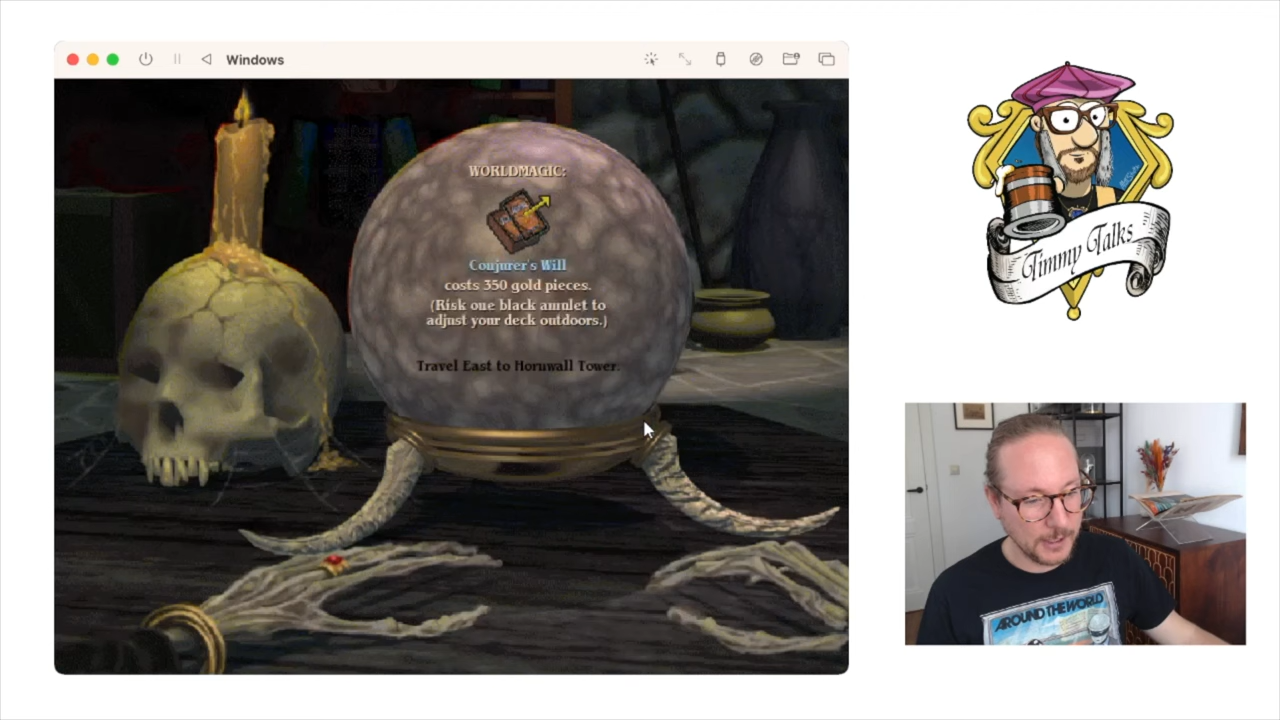 Windows
WORLDMAGIC:
Conjurer's Will
costs 350 gold pieces.
(Risk one black amulet to
adjust your deck outdoors.)
Travel East to Hornwall Tower.
Timmy Talks
AROUND THE WORLD